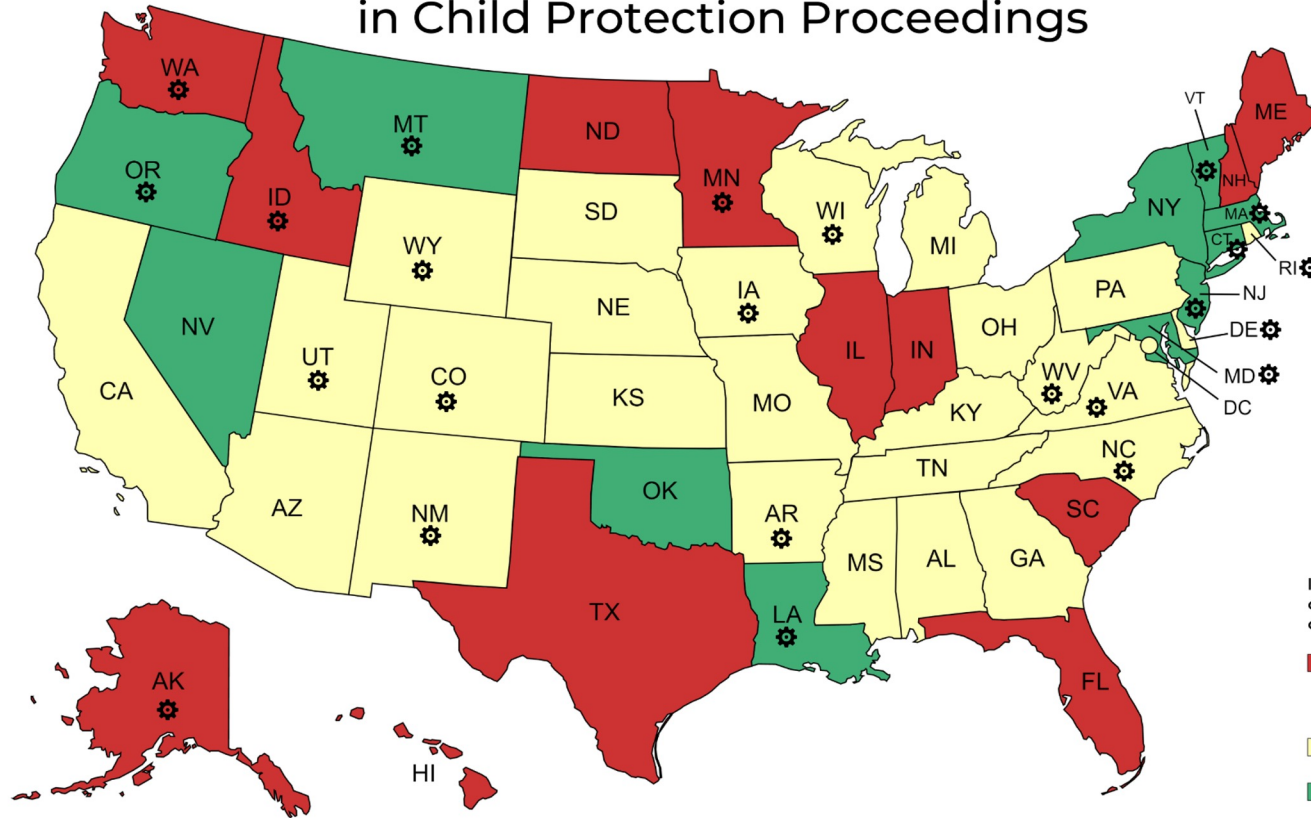 in Child Protection Proceedings
WA
MT
ND
MN
VT
ME
OR
ID
NH
SD
WI
NY
MA
WY
MI
CT
RI
IA
PA
NJ
NE
NV
OH
DE
UT
IL
IN
CO
WV
MD
CA
KS
MO
VA
DC
KY
NC
TN
OK
AZ
NM
AR
SC
MS
AL
GA
TX
LA
AK
FL
HI